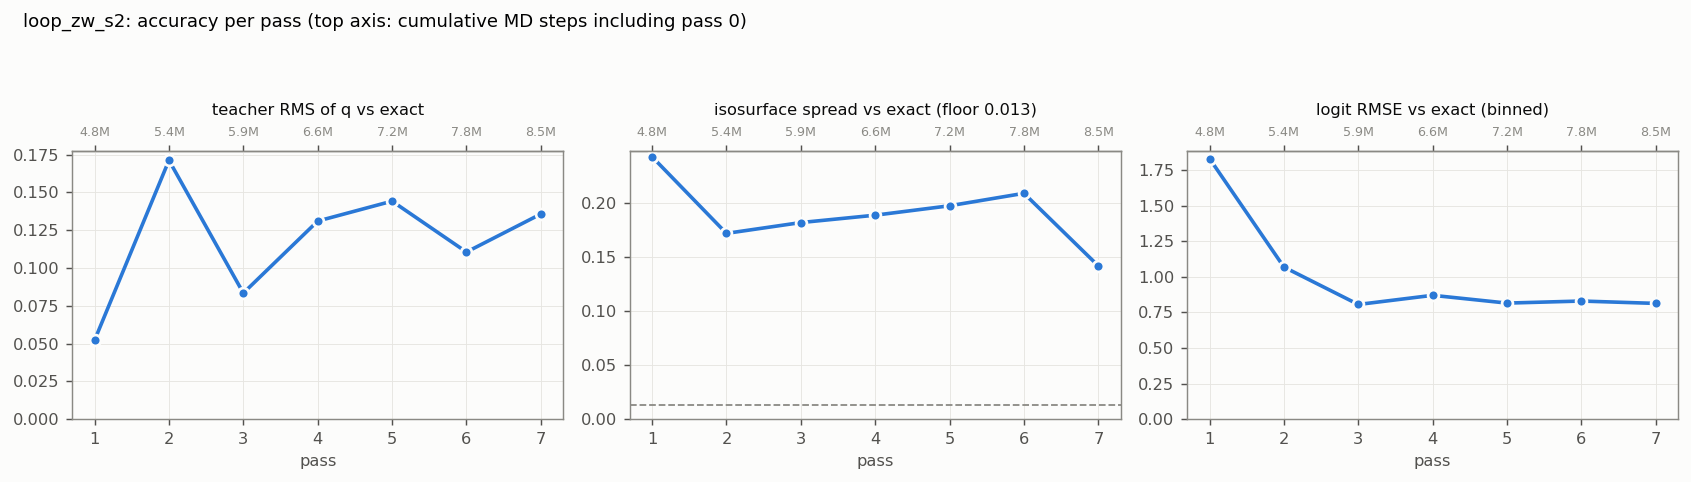 loop_zw_s2: accuracy per pass (top axis: cumulative MD steps including pass 0)
teacher RMS of q vs exact
4.8M 5.4M 5.9M 6.6M 7.2M 7.8M 8.5M
0.175
0.150
0.125
0.100
0.075
0.050
0.025
0.000
1 2 3 4 5 6 7
pass
isosurface spread vs exact (floor 0.013)
4.8M 5.4M 5.9M 6.6M 7.2M 7.8M 8.5M
0.20
0.15
0.10
0.05
0.00
1 2 3 4 5 6 7
pass
logit RMSE vs exact (binned)
4.8M 5.4M 5.9M 6.6M 7.2M 7.8M 8.5M
1.75
1.50
1.25
1.00
0.75
0.50
0.25
0.00
1 2 3 4 5 6 7
pass